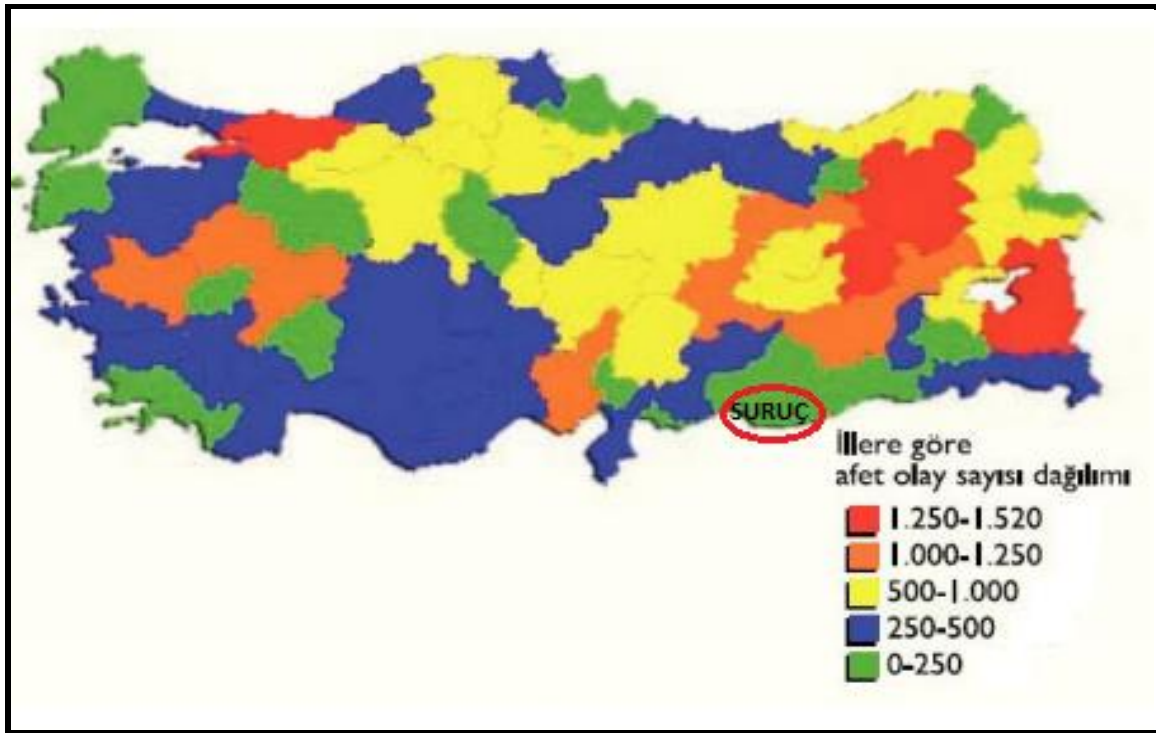 SURUÇ
İllere göre
afet olay sayısı dağılımı
1.250-1.520
1.000-1.250
500-1.000
250-500
0-250